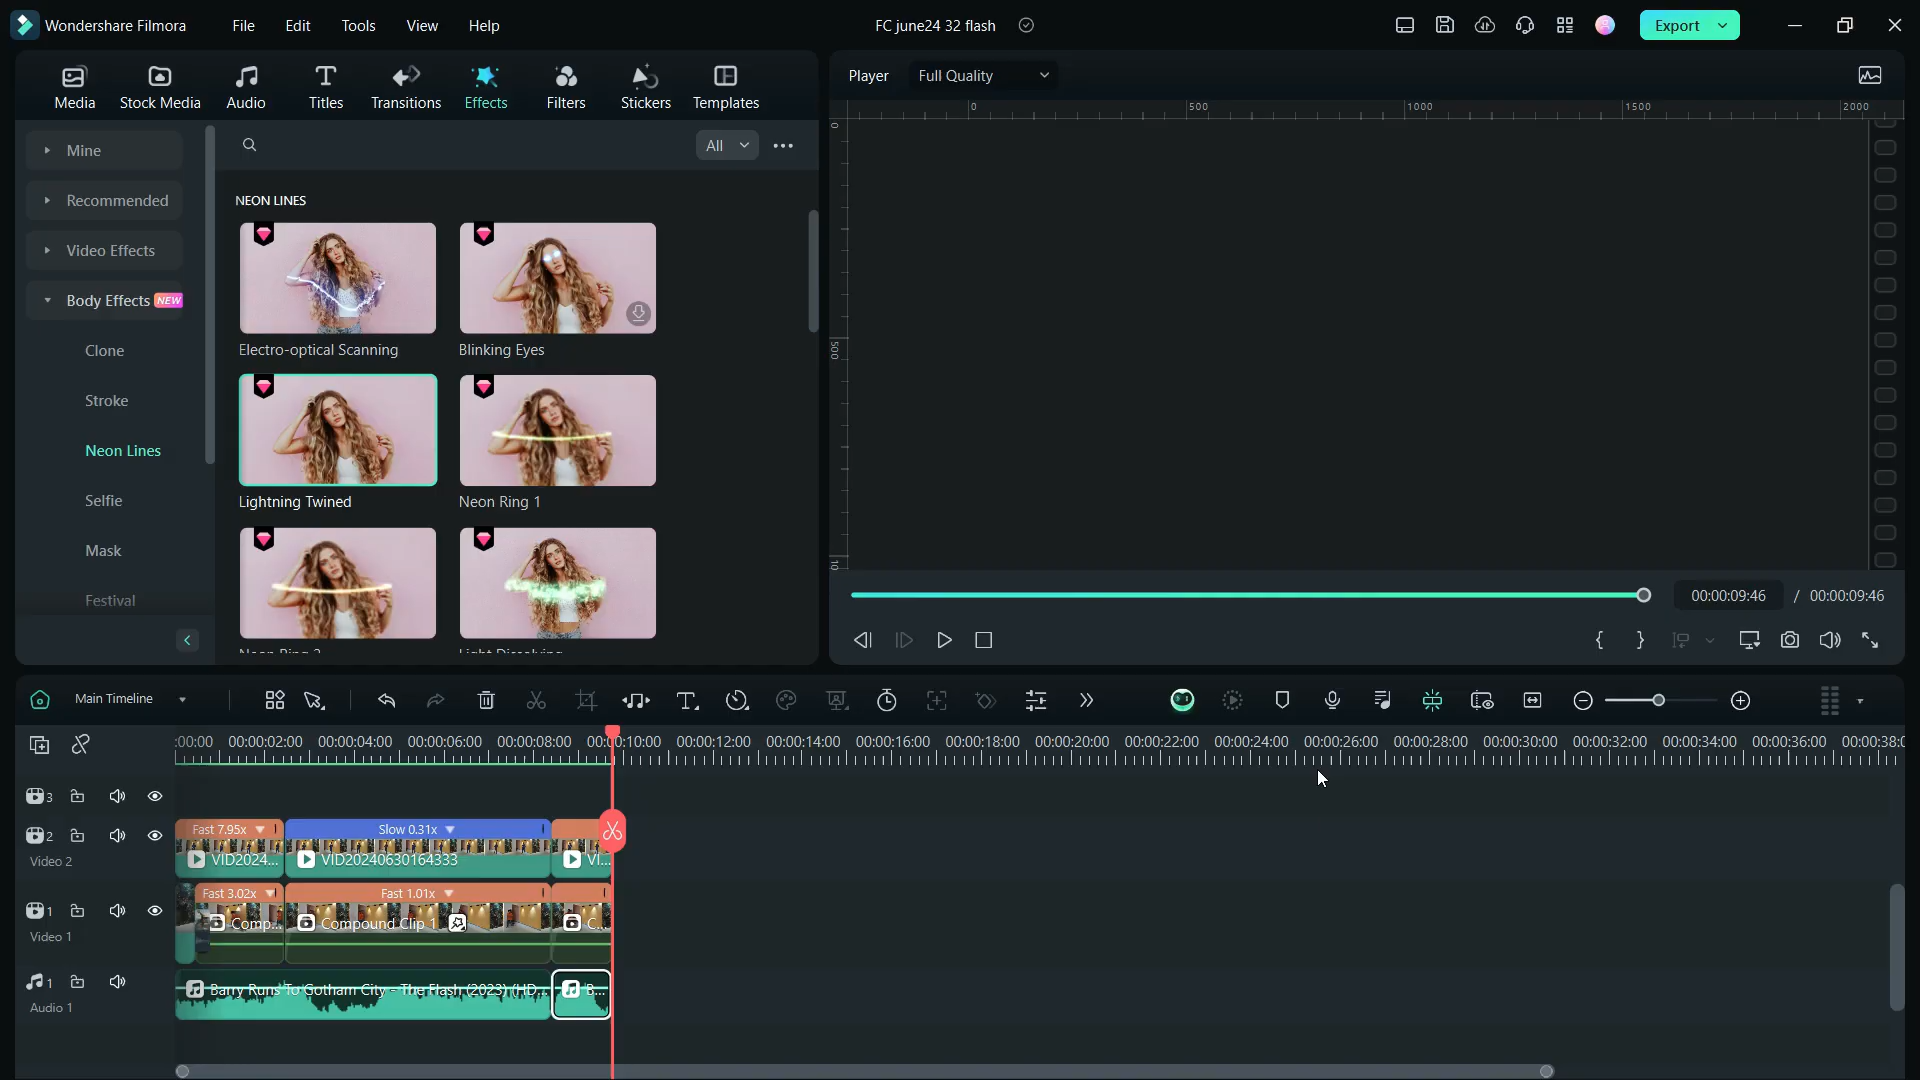 Wondershare Filmora
File Edit Tools View Help
FC june24 32 flash
Export
Media Stock Media Audio Titles Transitions Effects Filters Stickers Templates
Player Full Quality
0 500 1000 1500 2000
0
500
10
Mine
Recommended
Video Effects
Body Effects NEW
Clone
Stroke
Neon Lines
Selfie
Mask
Festival
All
NEON LINES
Electro-optical Scanning Blinking Eyes
Lightning Twined Neon Ring 1
Neon Ring 2 Light Dissolving
00:00:09:46 / 00:00:09:46
Main Timeline
:00:00 00:00:02:00 00:00:04:00 00:00:06:00 00:00:08:00 00:00:10:00 00:00:12:00 00:00:14:00 00:00:16:00 00:00:18:00 00:00:20:00 00:00:22:00 00:00:24:00 00:00:26:00 00:00:28:00 00:00:30:00 00:00:32:00 00:00:34:00 00:00:36:00 00:00:38:0
3
2
Video 2
Fast 7.95x Slow 0.31x
VID2024... VID20240630164333 VI...
1
Video 1
Fast 3.02x Fast 1.01x
Comp... Compound Clip 1 C...
1
Audio 1
Barry Runs To Gotham City - The Flash (2023) (HD... B...